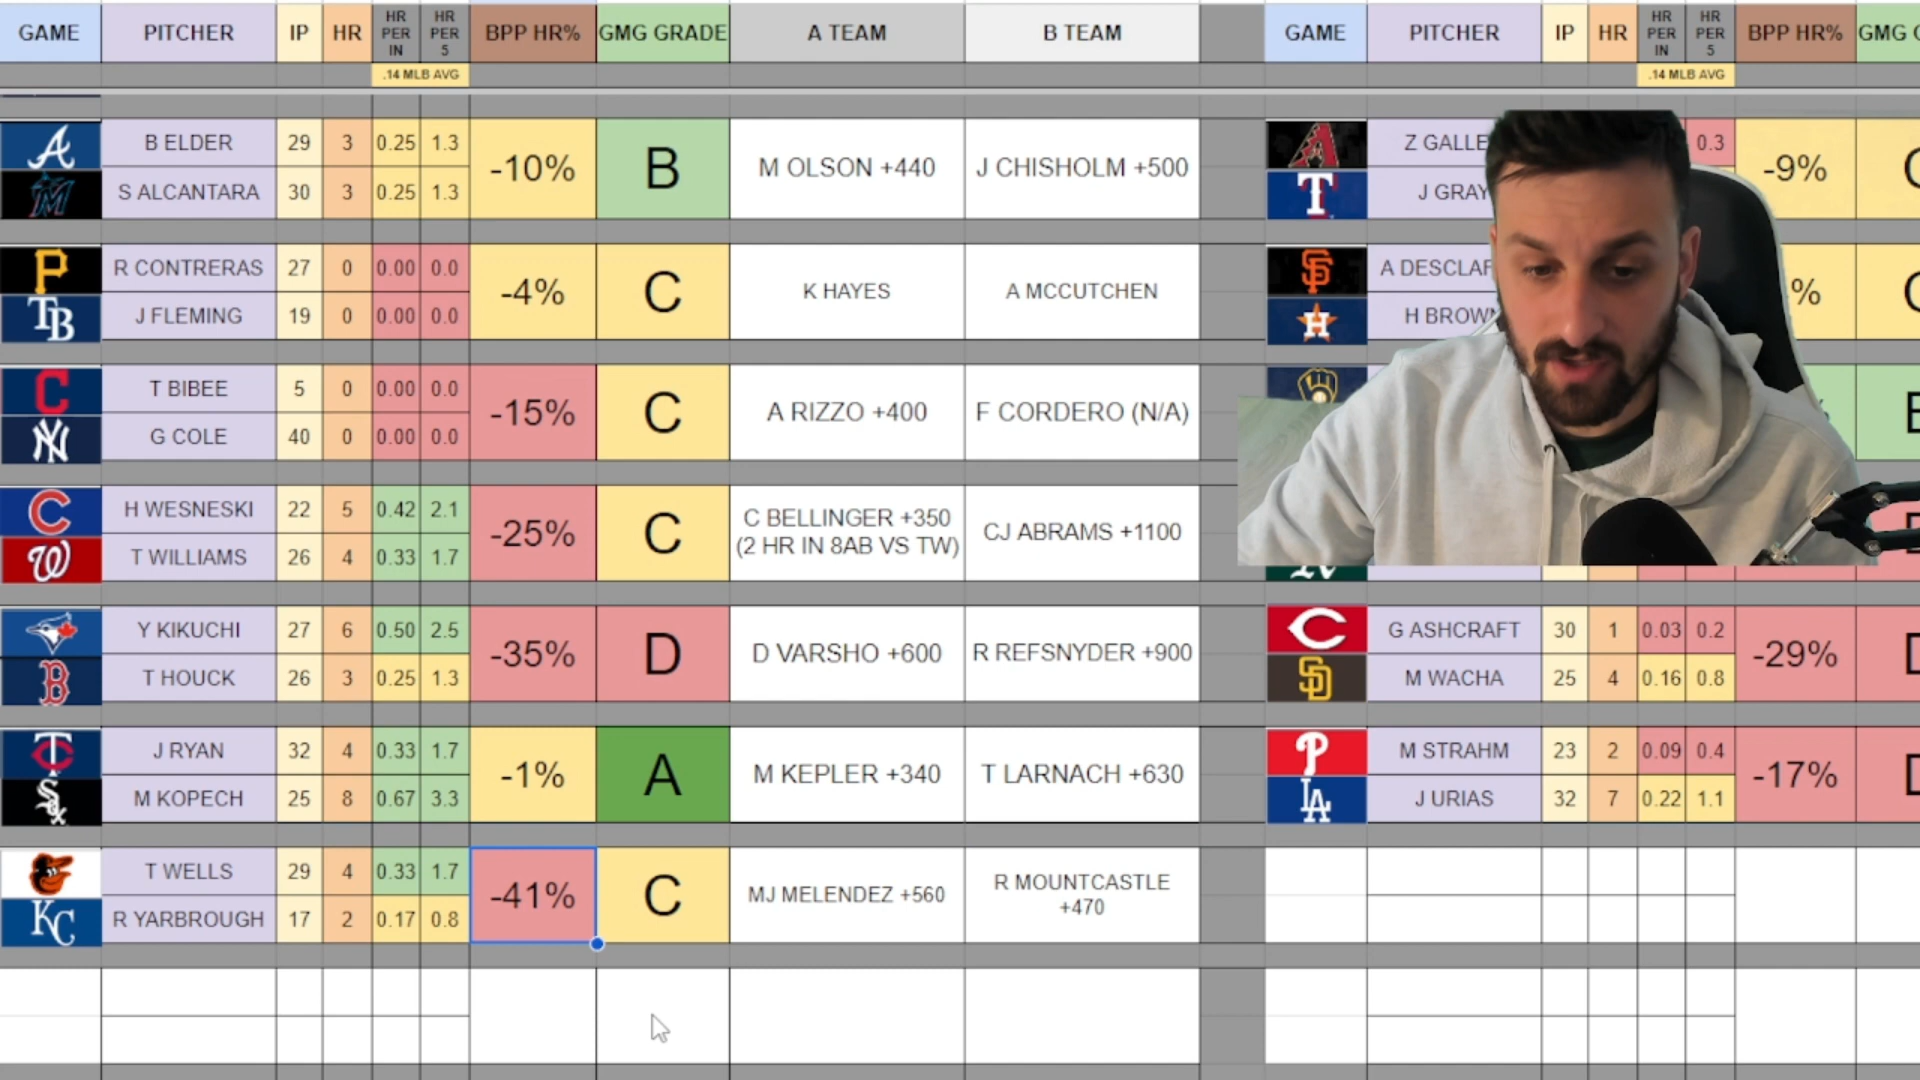 GAME PITCHER IP HR HR PER IN HR PER 5 BPP HR% GMG GRADE A TEAM B TEAM GAME PITCHER IP HR HR PER IN HR PER 5 BPP HR% GMG
.14 MLB AVG .14 MLB AVG
B ELDER 29 3 0.25 1.3 -10% B M OLSON +440 J CHISHOLM +500 Z GALLE 0.3 -9%
S ALCANTARA 30 3 0.25 1.3 J GRAY
R CONTRERAS 27 0 0.00 0.0 -4% C K HAYES A MCCUTCHEN A DESCLAF %
J FLEMING 19 0 0.00 0.0 H BROWN
T BIBEE 5 0 0.00 0.0 -15% C A RIZZO +400 F CORDERO (N/A)
G COLE 40 0 0.00 0.0
H WESNESKI 22 5 0.42 2.1 -25% C C BELLINGER +350 CJ ABRAMS +1100
T WILLIAMS 26 4 0.33 1.7 (2 HR IN 8AB VS TW)
Y KIKUCHI 27 6 0.50 2.5 -35% D D VARSHO +600 R REFSNYDER +900 G ASHCRAFT 30 1 0.03 0.2 -29%
T HOUCK 26 3 0.25 1.3 M WACHA 25 4 0.16 0.8
J RYAN 32 4 0.33 1.7 -1% A M KEPLER +340 T LARNACH +630 M STRAHM 23 2 0.09 0.4 -17%
M KOPECH 25 8 0.67 3.3 J URIAS 32 7 0.22 1.1
T WELLS 29 4 0.33 1.7 -41% C MJ MELENDEZ +560 R MOUNTCASTLE
R YARBROUGH 17 2 0.17 0.8 +470